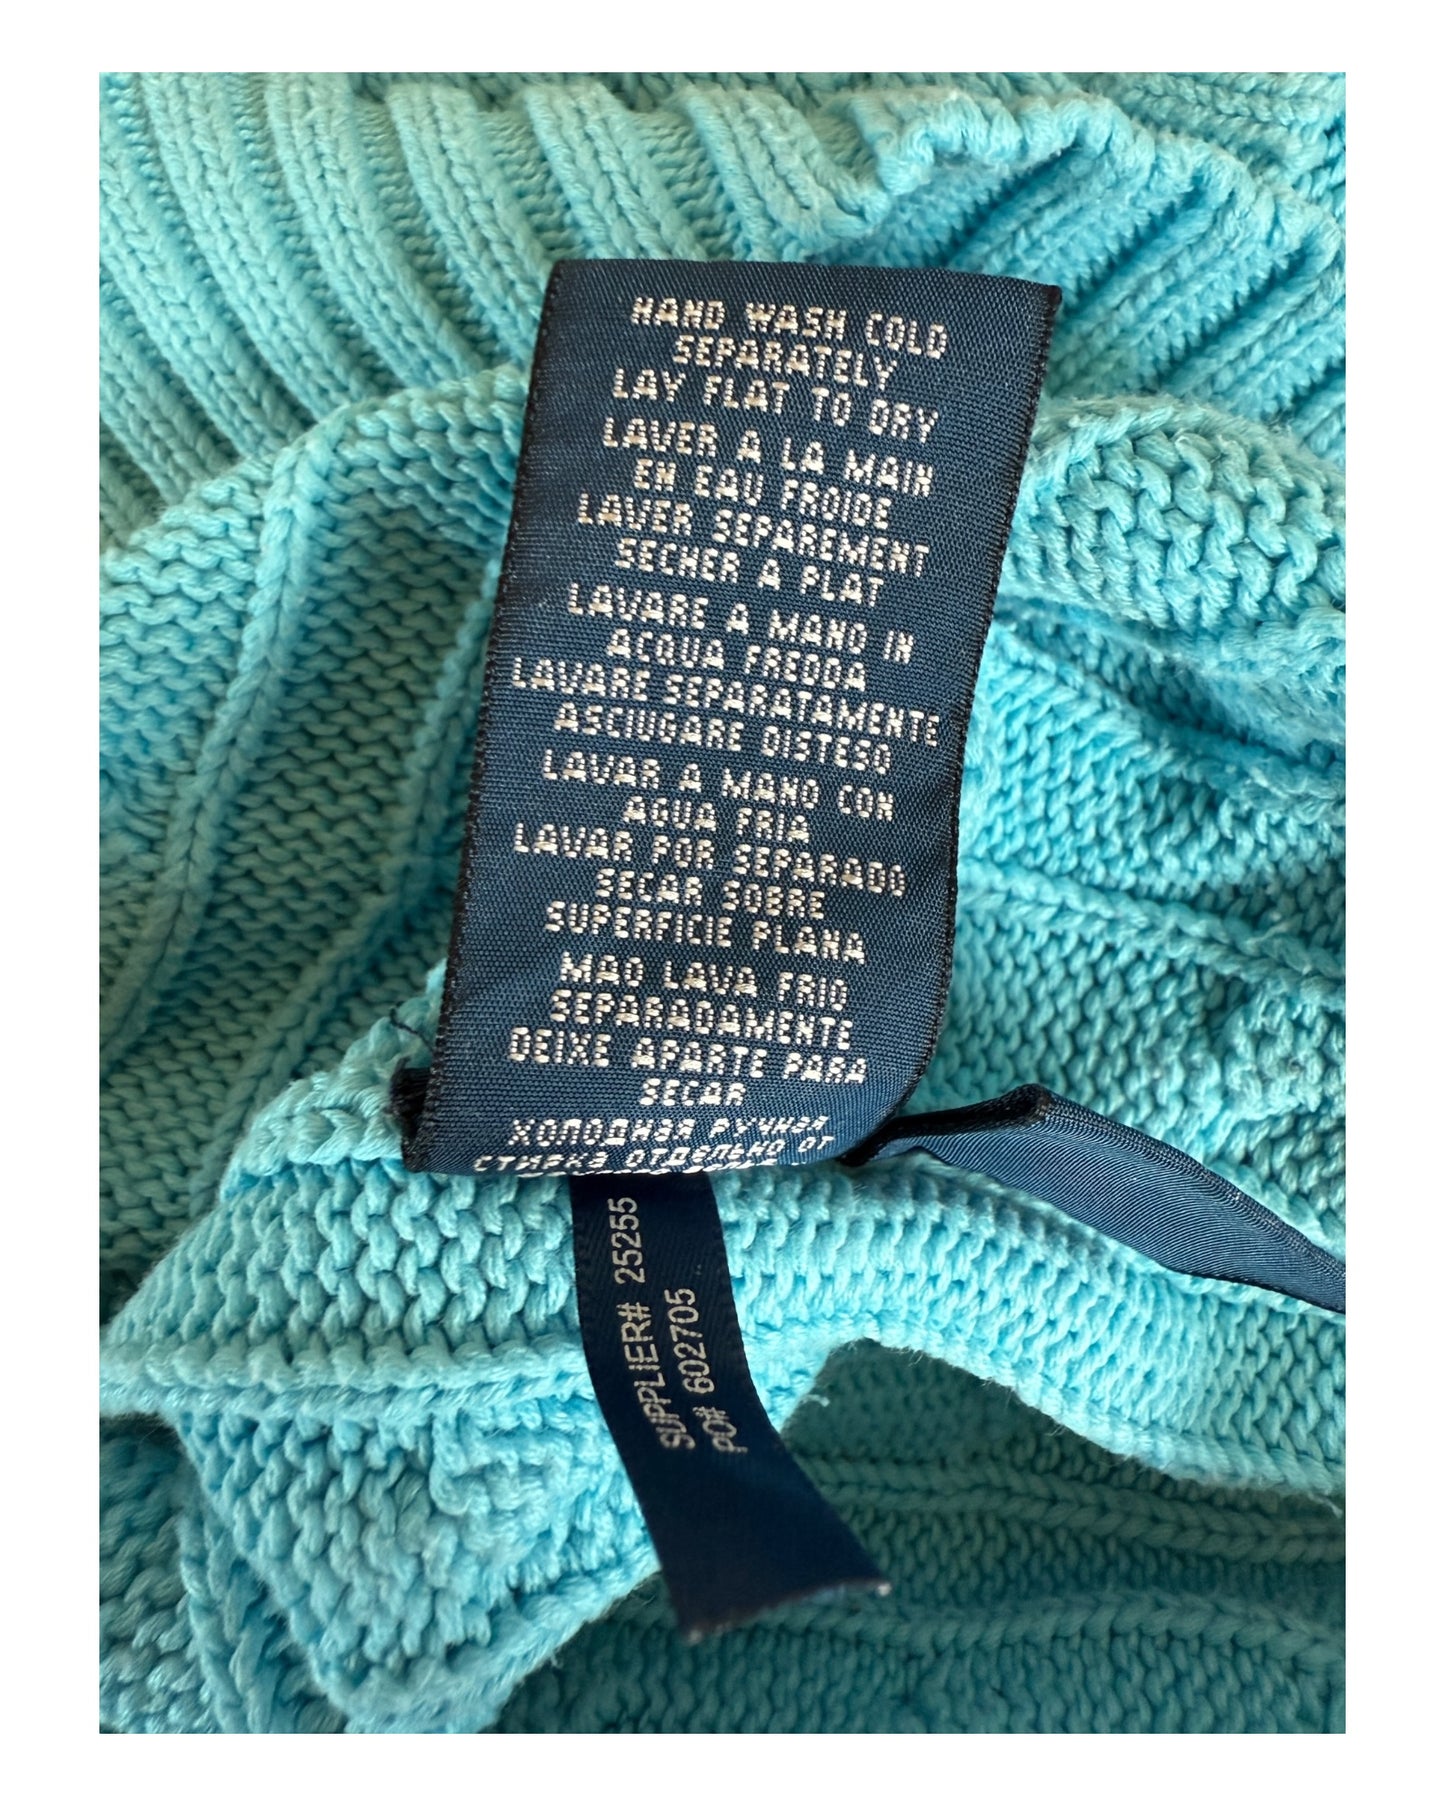 HAND WASH COLD
SEPARATELY
LAY FLAT TO DRY
LAVER A LA MAIN
EN EAU FROIDE
LAVER SEPAREMENT
SECHER A PLAT
LAVARE A MANO IN
ACQUA FREDDA
LAVARE SEPARATAMENTE
ASCIUGARE DISTESO
LAVAR A MANO CON
AGUA FRIA
LAVAR POR SEPARADO
SECAR SOBRE
SUPERFICIE PLANA
MAO LAVA FRIO
SEPARADAMENTE
DEIXE APARTE PARA
SECAR
ХОЛОДНАЯ РУЧНАЯ
СТИРКА ОТДЕЛЬНО ОТ
SUPPLIER# 25255
PO# 602705